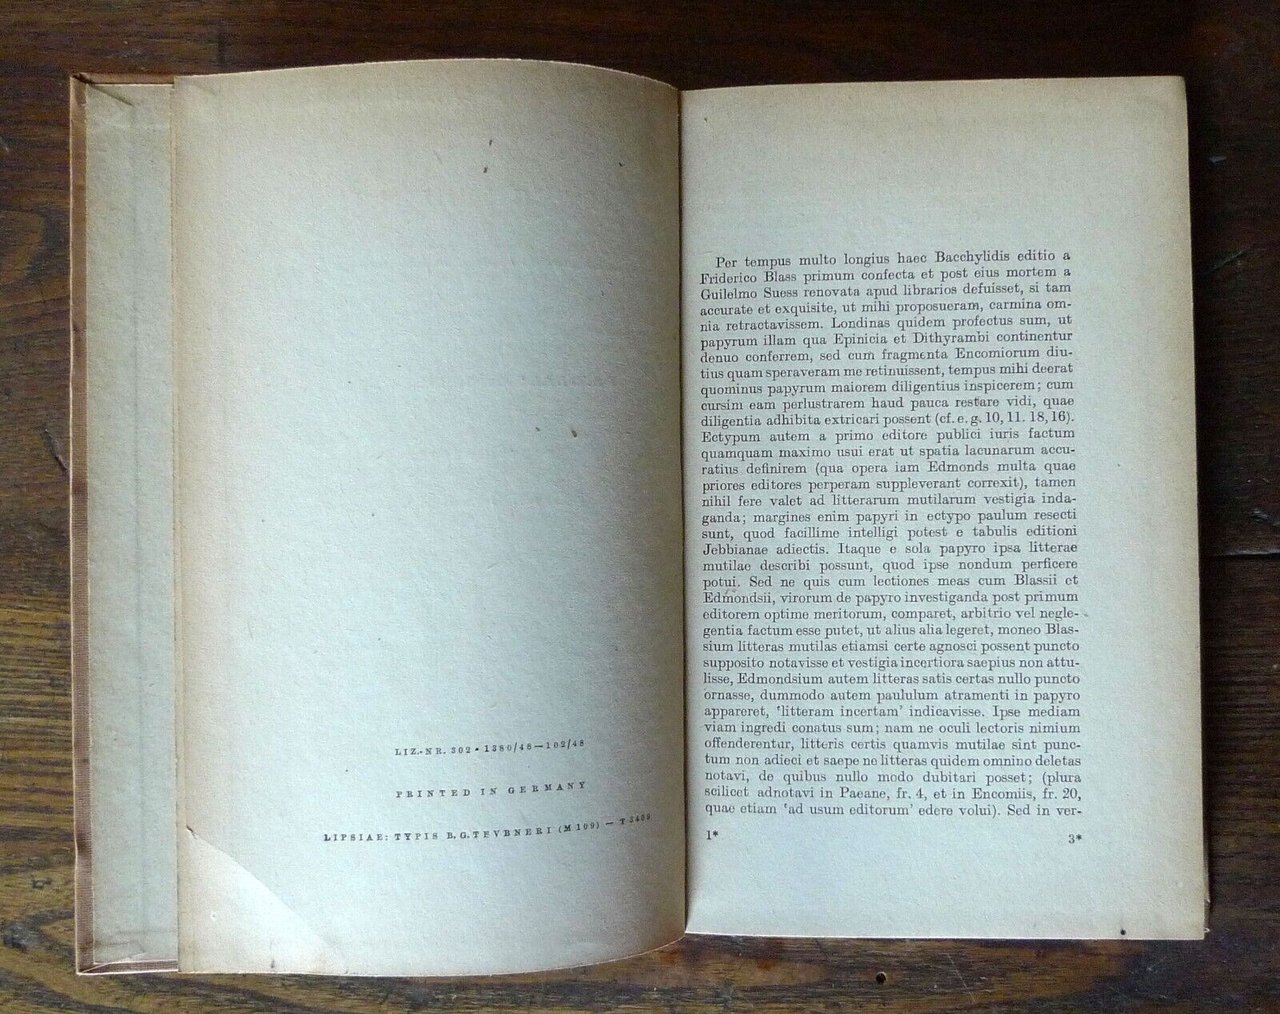 LIZ.-NR. 302 · 1380/48—102/48
PRINTED IN GERMANY
LIPSIAE: TYPIS B. G. TEVBNERI (M 109) — T 3409
Per tempus multo longius haec Bacchylidis editio a
Friderico Blass primum confecta et post eius mortem a
Guilelmo Suess renovata apud librarios defuisset, si tam
accurate et exquisite, ut mihi proposueram, carmina om-
nia retractavissem. Londinas quidem profectus sum, ut
papyrum illam qua Epinicia et Dithyrambi continentur
denuo conferrem, sed cum fragmenta Encomiorum diu-
tius quam speraveram me retinuissent, tempus mihi deerat
quominus papyrum maiorem diligentius inspicerem; cum
cursim eam perlustrarem haud pauca restare vidi, quae
diligentia adhibita extricari possent (cf. e. g. 10, 11. 18, 16).
Ectypum autem a primo editore publici iuris factum
quamquam maximo usui erat ut spatia lacunarum accu-
ratius definirem (qua opera iam Edmonds multa quae
priores editores perperam suppleverant correxit), tamen
nihil fere valet ad litterarum mutilarum vestigia inda-
ganda; margines enim papyri in ectypo paulum resecti
sunt, quod facillime intelligi potest e tabulis editioni
Jebbianae adiectis. Itaque e sola papyro ipsa litterae
mutilae describi possunt, quod ipse nondum perficere
potui. Sed ne quis cum lectiones meas cum Blassii et
Edmondsii, virorum de papyro investiganda post primum
editorem optime meritorum, comparet, arbitrio vel negle-
gentia factum esse putet, ut alius alia legeret, moneo Blas-
sium litteras mutilas etiamsi certe agnosci possent puncto
supposito notavisse et vestigia incertiora saepius non attu-
lisse, Edmondsium autem litteras satis certas nullo puncto
ornasse, dummodo autem paululum atramenti in papyro
appareret, ‘litteram incertam’ indicavisse. Ipse mediam
viam ingredi conatus sum; nam ne oculi lectoris nimium
offenderentur, litteris certis quamvis mutilae sint punc-
tum non adieci et saepe ne litteras quidem omnino deletas
notavi, de quibus nullo modo dubitari posset; (plura
scilicet adnotavi in Paeane, fr. 4, et in Encomiis, fr. 20,
quae etiam ‘ad usum editorum’ edere volui). Sed in ver-
1* 3*